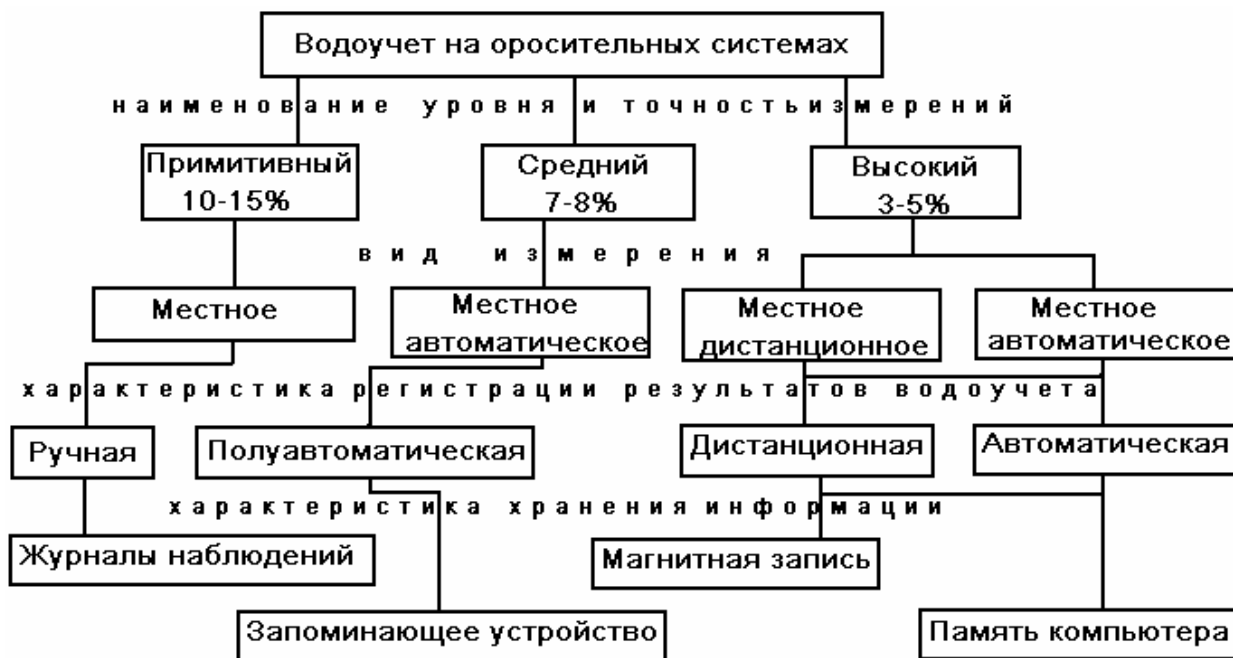 Водоучет на оросительных системах
наименование уровня и точность измерений
Примитивный
10-15%
Средний
7-8%
Высокий
3-5%
вид измерения
Местное
Местное
автоматическое
Местное
дистанционное
Местное
автоматическое
характеристика регистрации результатов водоучета
Ручная
Полуавтоматическая
Дистанционная
Автоматическая
характеристика хранения информации
Журналы наблюдений
Магнитная запись
Запоминающее устройство
Память компьютера